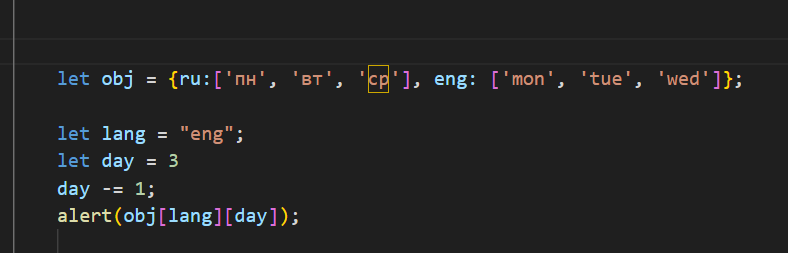 let obj = {ru:['пн', 'вт', 'ср'], eng: ['mon', 'tue', 'wed']};
let lang = "eng";
let day = 3
day -= 1;
alert(obj[lang][day]);